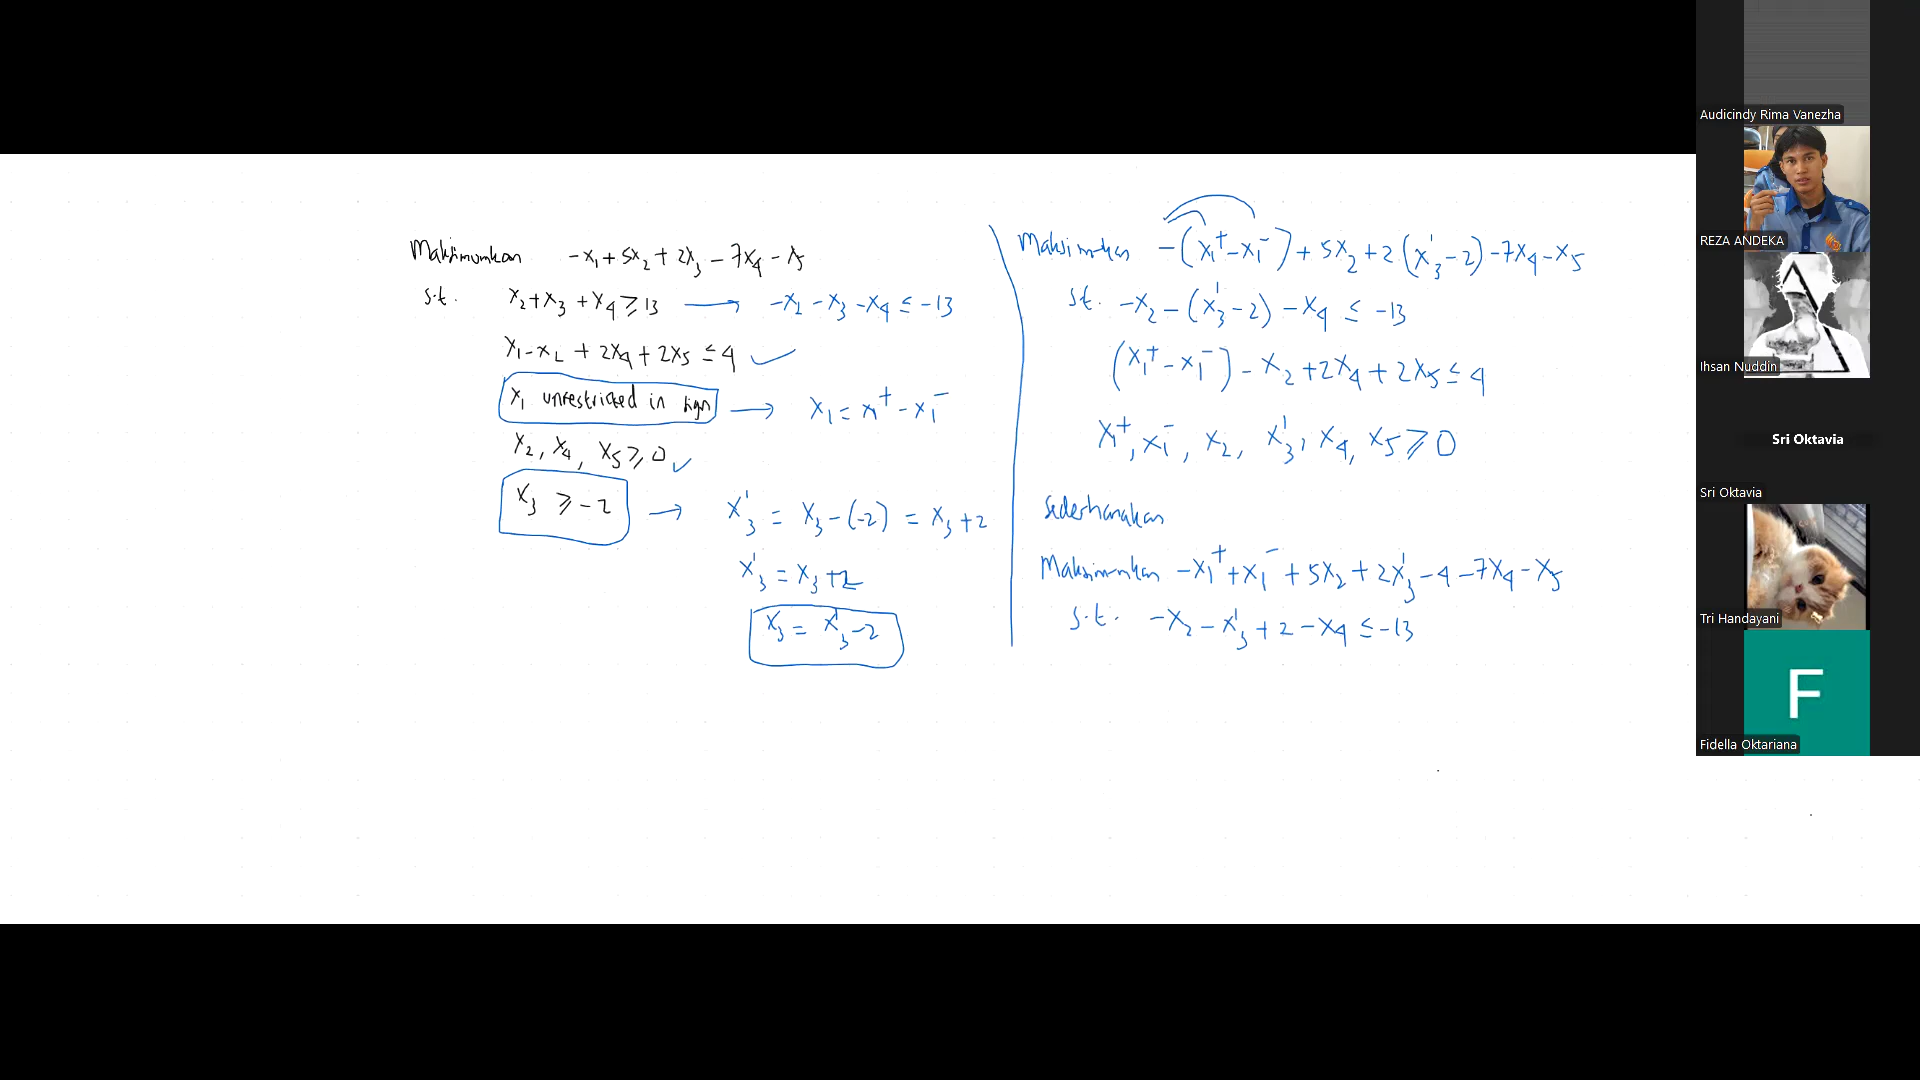 Maksimumkan -x₁ + 5x₂ + 2x₃ - 7x₄ - x₅
s.t. x₂ + x₃ + x₄ ≥ 13 → -x₂ - x₃ - x₄ ≤ -13
x₁ - x₂ + 2x₄ + 2x₅ ≤ 4 ✓
x₁ unrestricted in sign → x₁ = x₁⁺ - x₁⁻
x₂, x₄, x₅ ≥ 0 ✓
x₃ ≥ -2 → x₃' = x₃ - (-2) = x₃ + 2
x₃' = x₃ + 2
x₃ = x₃' - 2
Maksimumkan -(x₁⁺ - x₁⁻) + 5x₂ + 2(x₃' - 2) - 7x₄ - x₅
st. -x₂ - (x₃' - 2) - x₄ ≤ -13
(x₁⁺ - x₁⁻) - x₂ + 2x₄ + 2x₅ ≤ 4
x₁⁺, x₁⁻, x₂, x₃', x₄, x₅ ≥ 0
sederhanakan
Maksimumkan -x₁⁺ + x₁⁻ + 5x₂ + 2x₃' - 4 - 7x₄ - x₅
s.t. -x₂ - x₃' + 2 - x₄ ≤ -13
Audicindy Rima Vanezha
REZA ANDEKA
Ihsan Nuddin
Sri Oktavia
Sri Oktavia
Tri Handayani
F
Fidella Oktariana